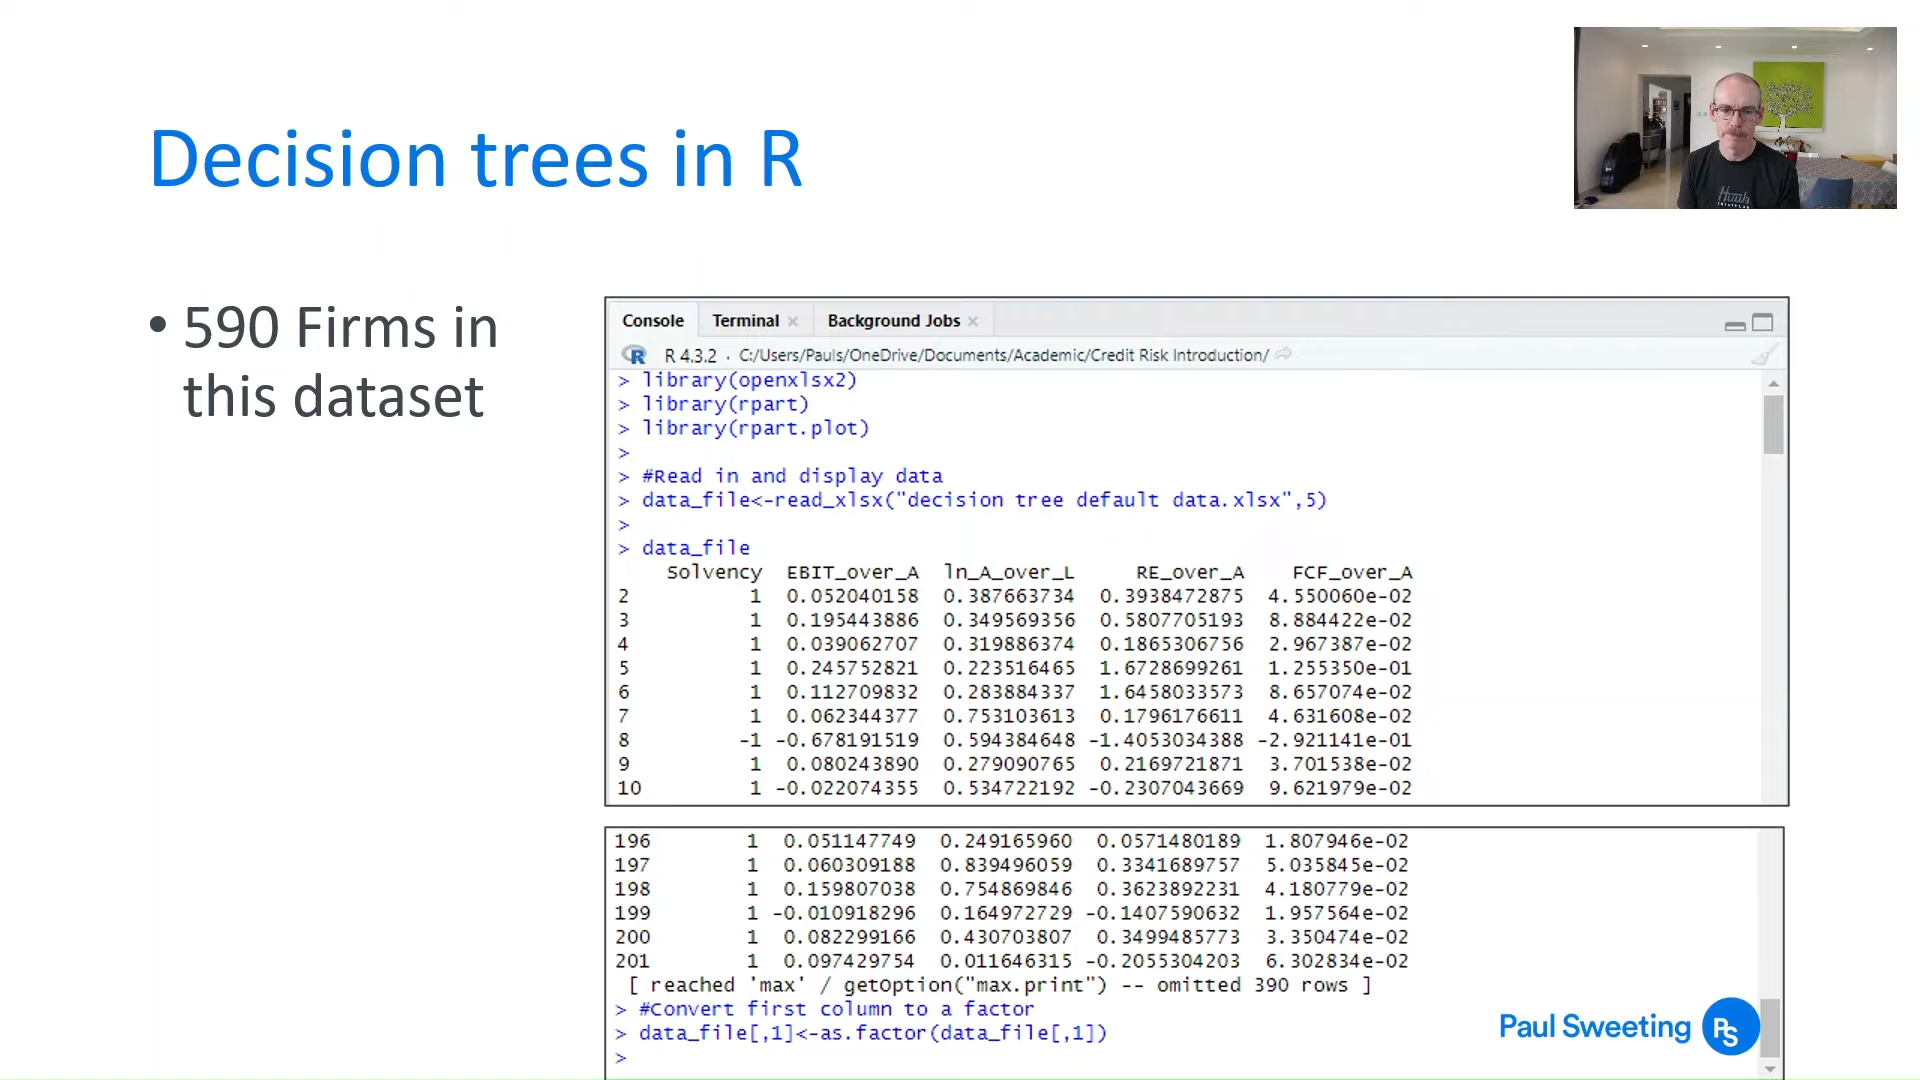 Decision trees in R
• 590 Firms in
this dataset
Console Terminal × Background Jobs ×
R R 4.3.2 · C:/Users/Pauls/OneDrive/Documents/Academic/Credit Risk Introduction/
> library(openxlsx2)
> library(rpart)
> library(rpart.plot)
>
> #Read in and display data
> data_file<-read_xlsx("decision tree default data.xlsx",5)
>
> data_file
Solvency EBIT_over_A ln_A_over_L RE_over_A FCF_over_A
2 1 0.052040158 0.387663734 0.3938472875 4.550060e-02
3 1 0.195443886 0.349569356 0.5807705193 8.884422e-02
4 1 0.039062707 0.319886374 0.1865306756 2.967387e-02
5 1 0.245752821 0.223516465 1.6728699261 1.255350e-01
6 1 0.112709832 0.283884337 1.6458033573 8.657074e-02
7 1 0.062344377 0.753103613 0.1796176611 4.631608e-02
8 -1 -0.678191519 0.594384648 -1.4053034388 -2.921141e-01
9 1 0.080243890 0.279090765 0.2169721871 3.701538e-02
10 1 -0.022074355 0.534722192 -0.2307043669 9.621979e-02
196 1 0.051147749 0.249165960 0.0571480189 1.807946e-02
197 1 0.060309188 0.839496059 0.3341689757 5.035845e-02
198 1 0.159807038 0.754869846 0.3623892231 4.180779e-02
199 1 -0.010918296 0.164972729 -0.1407590632 1.957564e-02
200 1 0.082299166 0.430703807 0.3499485773 3.350474e-02
201 1 0.097429754 0.011646315 -0.2055304203 6.302834e-02
[ reached 'max' / getOption("max.print") -- omitted 390 rows ]
> #Convert first column to a factor
> data_file[,1]<-as.factor(data_file[,1])
>
Paul Sweeting PS
Huub